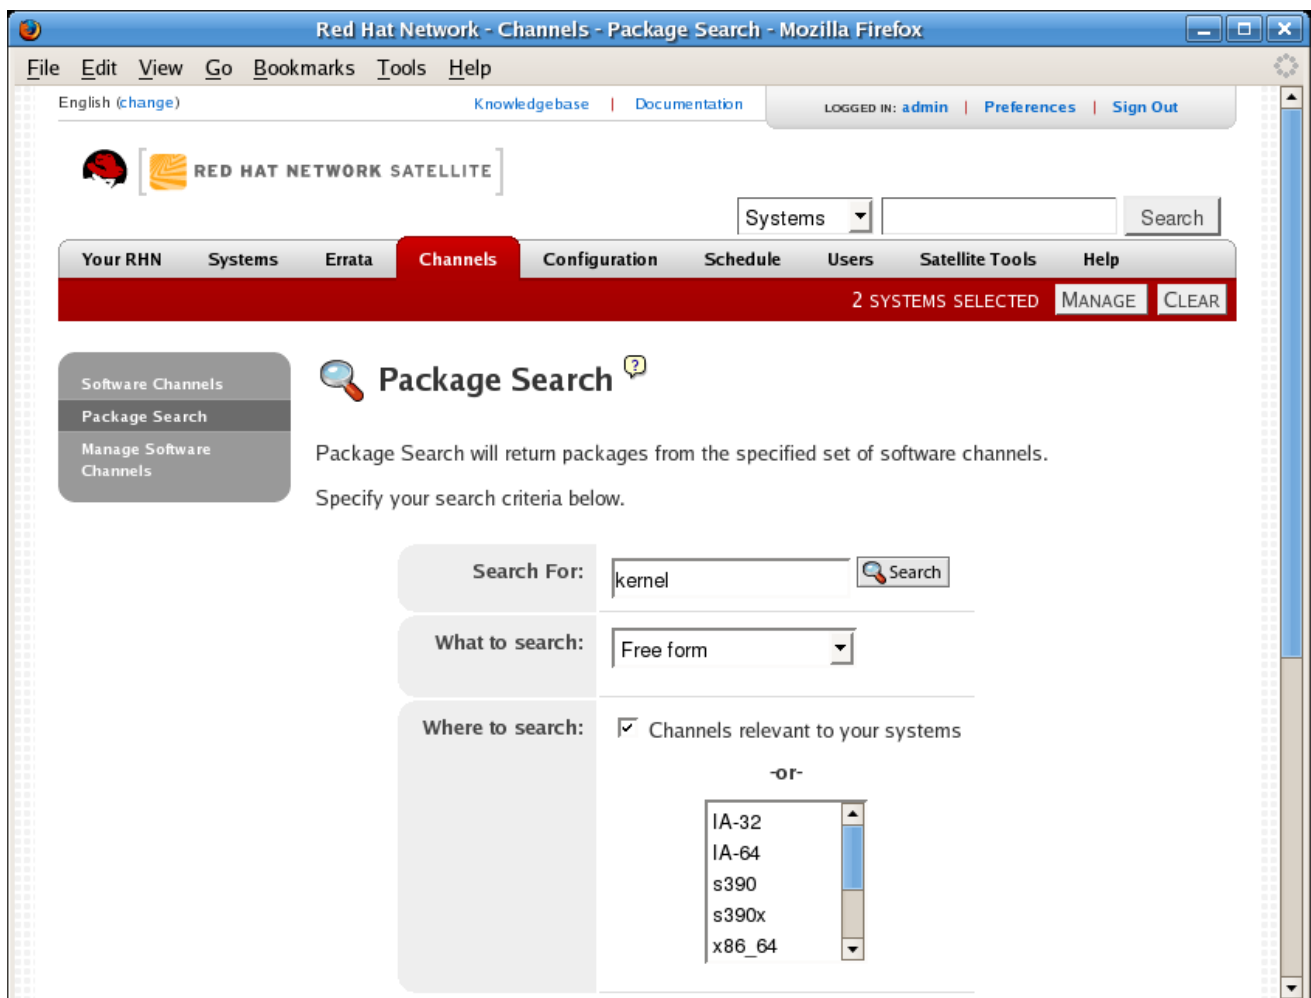 Red Hat Network - Channels - Package Search - Mozilla Firefox
File Edit View Go Bookmarks Tools Help
English (change) Knowledgebase | Documentation LOGGED IN: admin | Preferences | Sign Out
RED HAT NETWORK SATELLITE
Systems Search
Your RHN Systems Errata Channels Configuration Schedule Users Satellite Tools Help
2 SYSTEMS SELECTED MANAGE CLEAR
Software Channels
Package Search
Manage Software
Channels
Package Search ?
Package Search will return packages from the specified set of software channels.
Specify your search criteria below.
Search For: kernel Search
What to search: Free form
Where to search: Channels relevant to your systems
-or-
IA-32
IA-64
s390
s390x
x86_64